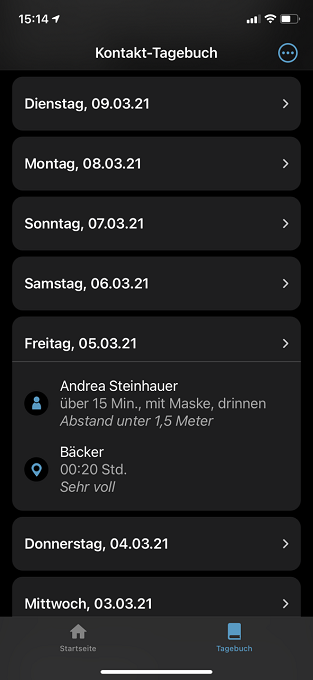 15:14
Kontakt-Tagebuch
Dienstag, 09.03.21
Montag, 08.03.21
Sonntag, 07.03.21
Samstag, 06.03.21
Freitag, 05.03.21
Andrea Steinhauer
über 15 Min., mit Maske, drinnen
Abstand unter 1,5 Meter
Bäcker
00:20 Std.
Sehr voll
Donnerstag, 04.03.21
Mittwoch, 03.03.21
Startseite
Tagebuch